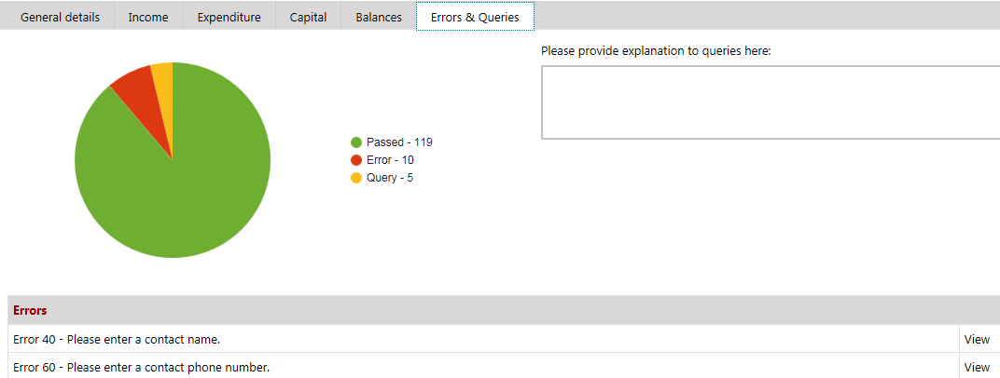 General details Income Expenditure Capital Balances Errors & Queries
Please provide explanation to queries here:
Passed - 119
Error - 10
Query - 5
Errors
Error 40 - Please enter a contact name. View
Error 60 - Please enter a contact phone number. View